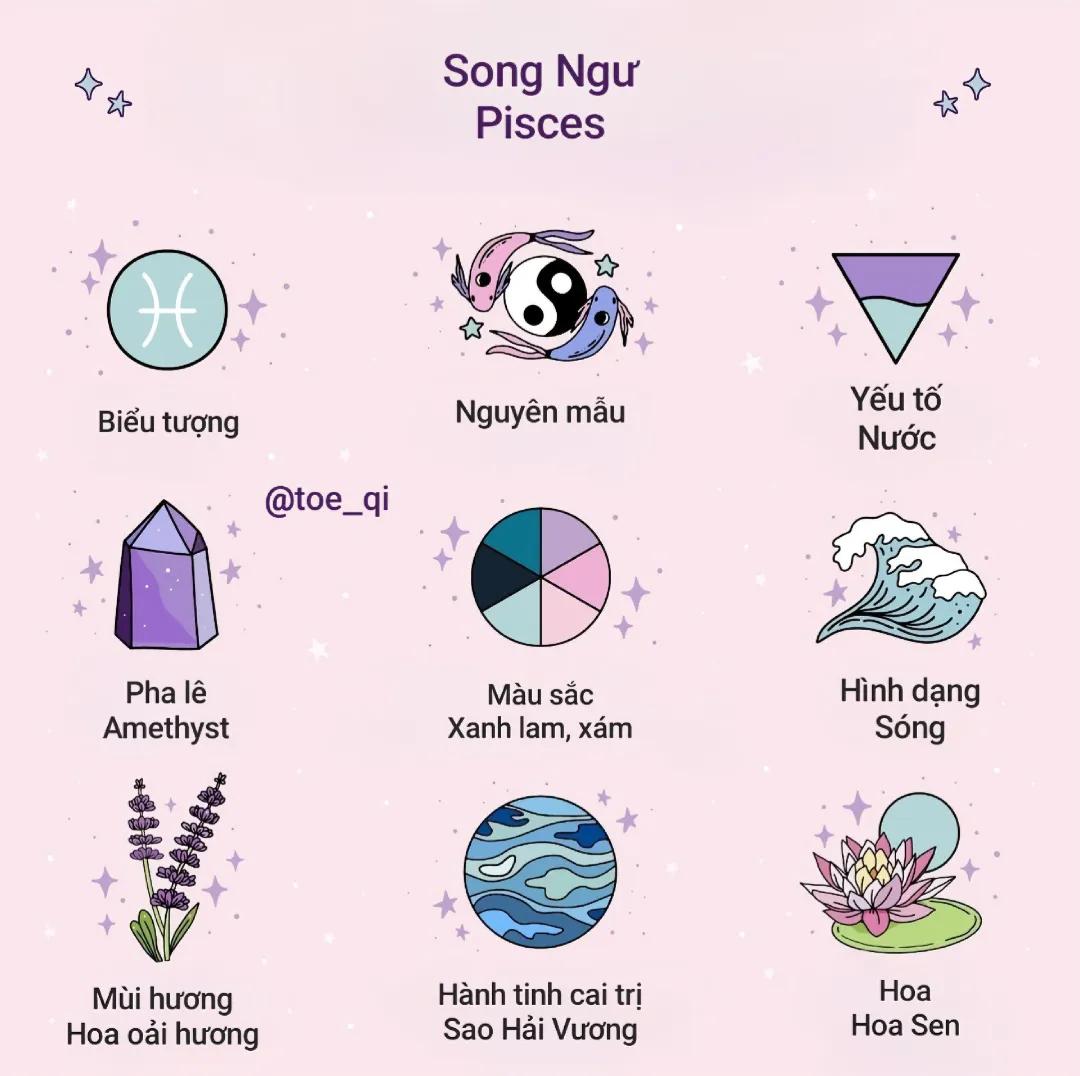 Song Ngư
Pisces
Biểu tượng
Nguyên mẫu
Yếu tố
Nước
@toe_qi
Pha lê
Amethyst
Màu sắc
Xanh lam, xám
Hình dạng
Sóng
Mùi hương
Hoa oải hương
Hành tinh cai trị
Sao Hải Vương
Hoa
Hoa Sen